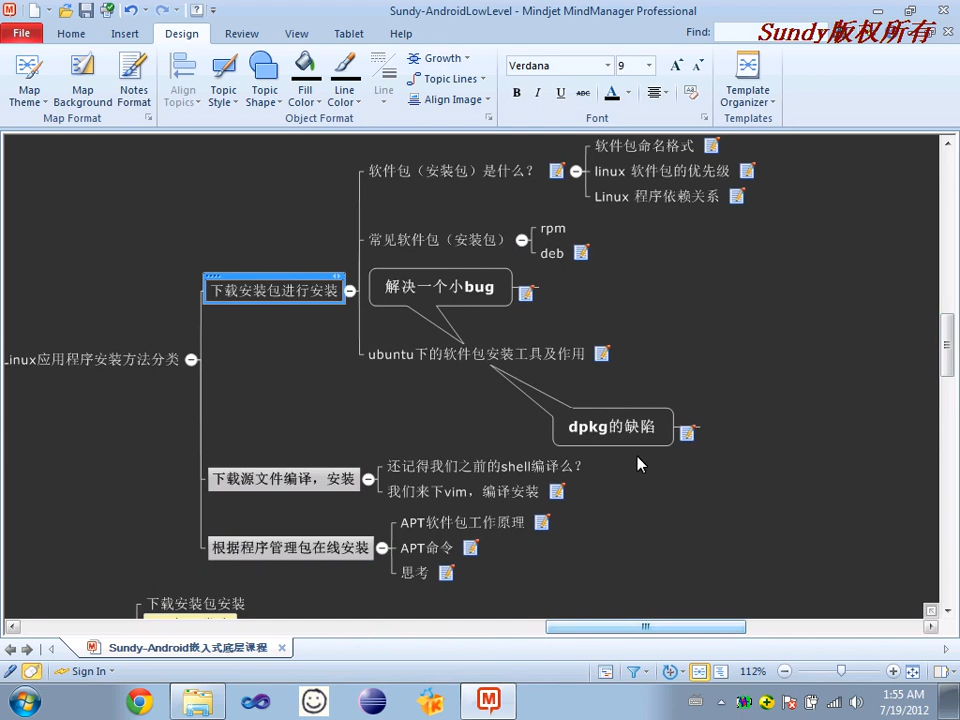 Sundy-AndroidLowLevel - Mindjet MindManager Professional
File Home Insert Design Review View Tablet Help Find:
Sundy版权所有
Map Theme
Map Background
Notes Format
Align Topics
Topic Style
Topic Shape
Fill Color
Line Color
Line
Growth
Topic Lines
Align Image
Verdana 9
B I U ABC A
Template Organizer
Map Format Object Format Font Templates
软件包命名格式
软件包（安装包）是什么？
linux 软件包的优先级
Linux 程序依赖关系
rpm
常见软件包（安装包）
deb
解决一个小bug
下载安装包进行安装
ubuntu下的软件包安装工具及作用
Linux应用程序安装方法分类
dpkg的缺陷
还记得我们之前的shell编译么？
下载源文件编译，安装
我们来下vim，编译安装
APT软件包工作原理
根据程序管理包在线安装
APT命令
思考
下载安装包安装
Sundy-Android嵌入式底层课程
Sign In 112%
1:55 AM
7/19/2012